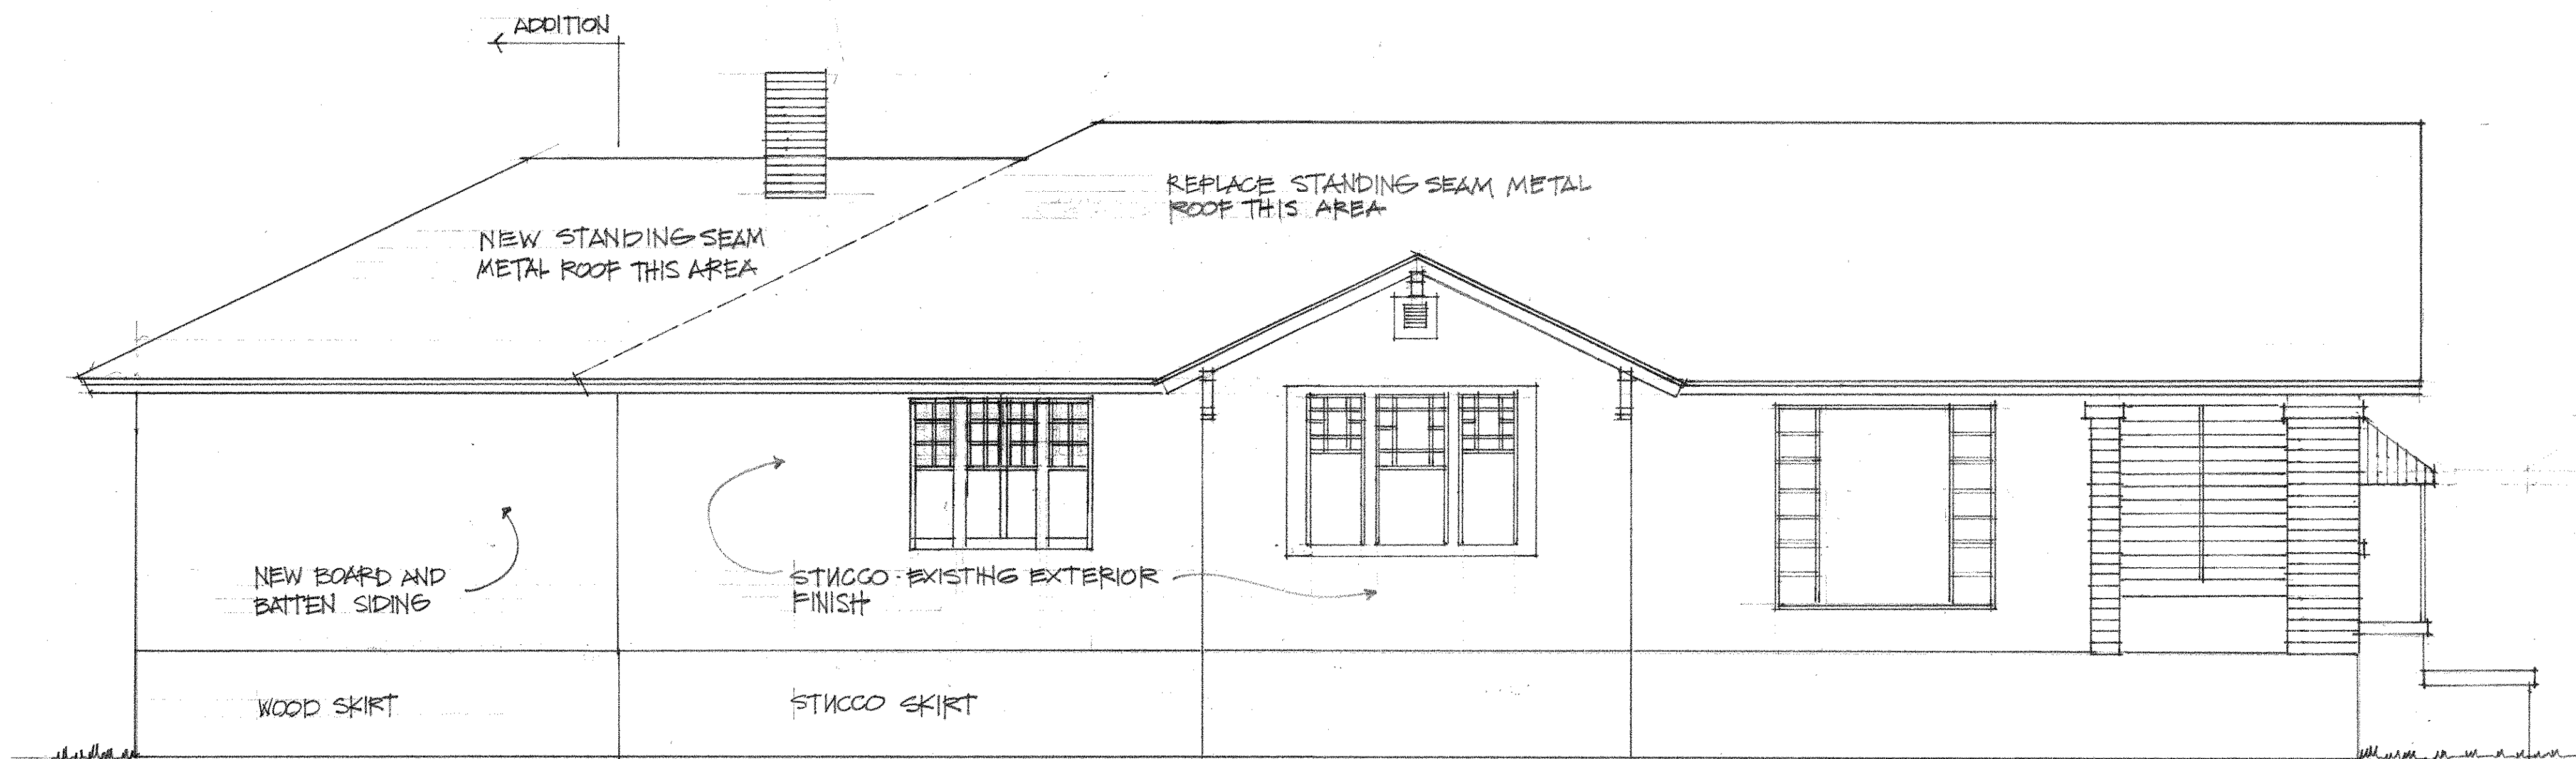 ADDITION
REPLACE STANDING SEAM METAL
ROOF THIS AREA
NEW STANDING SEAM
METAL ROOF THIS AREA
NEW BOARD AND
BATTEN SIDING
STUCCO - EXISTING EXTERIOR
FINISH
WOOD SKIRT
STUCCO SKIRT